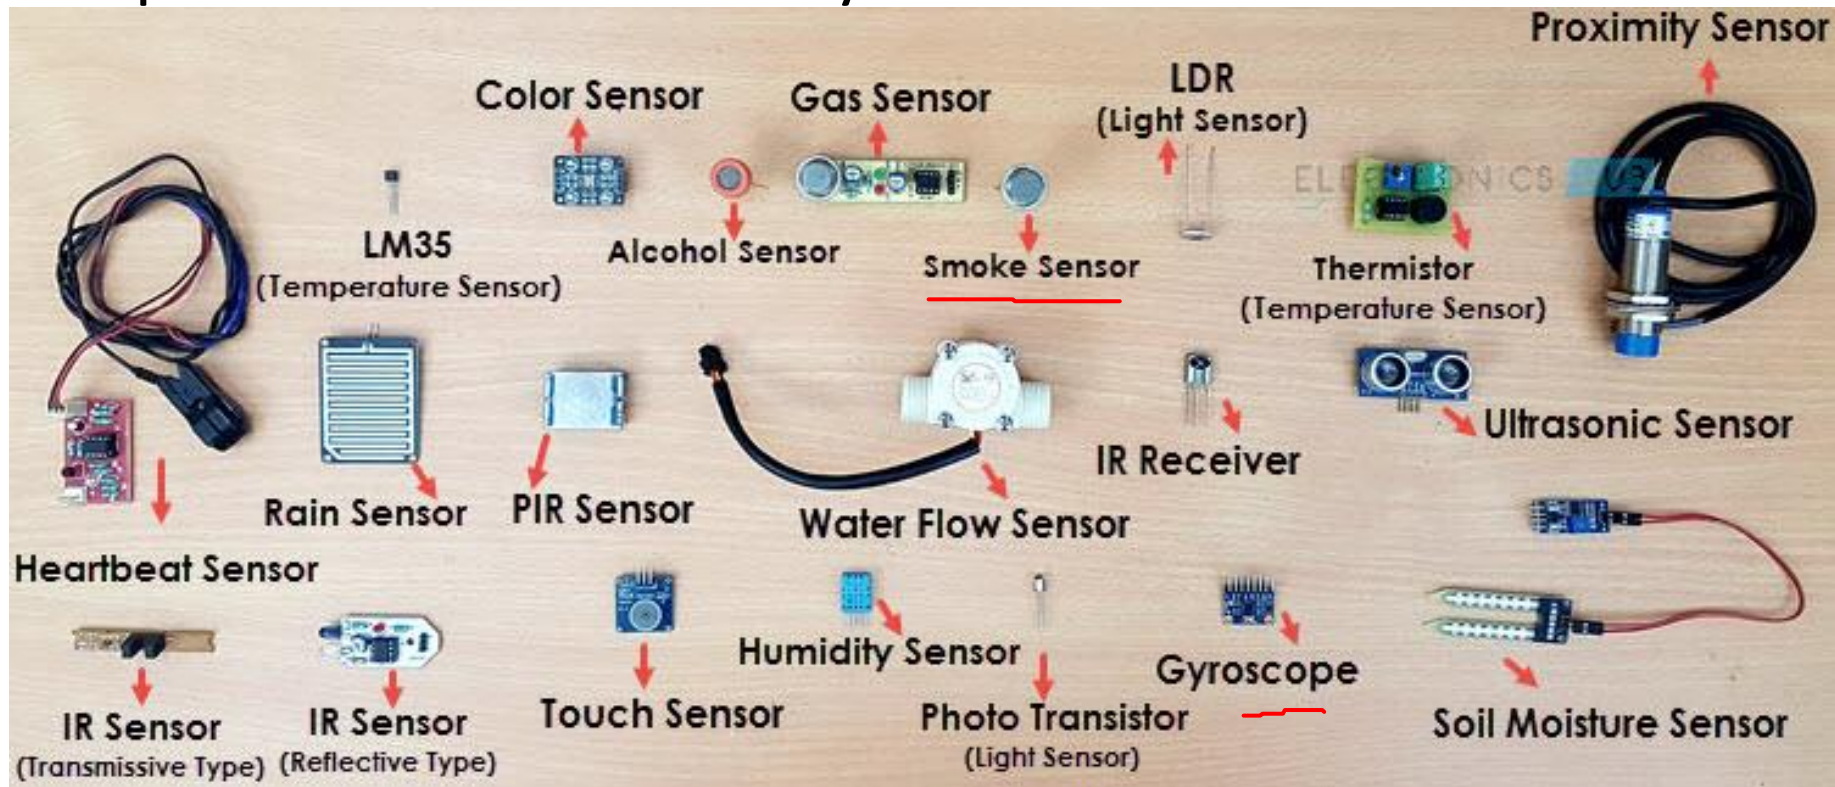 Proximity Sensor
LDR
(Light Sensor)
Color Sensor
Gas Sensor
LM35
(Temperature Sensor)
Alcohol Sensor
Smoke Sensor
Thermistor
(Temperature Sensor)
Rain Sensor
PIR Sensor
Water Flow Sensor
IR Receiver
Ultrasonic Sensor
Heartbeat Sensor
IR Sensor
(Transmissive Type)
IR Sensor
(Reflective Type)
Touch Sensor
Humidity Sensor
Photo Transistor
(Light Sensor)
Gyroscope
Soil Moisture Sensor